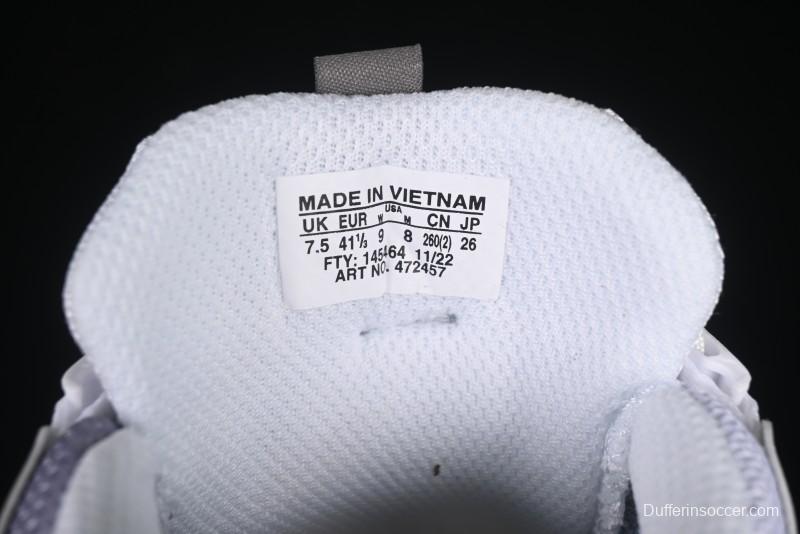 MADE IN VIETNAM
USA
UK EUR W M CN JP
7.5 41⅓ 9 8 260(2) 26
FTY: 145464 11/22
ART NO. 472457
Dufferinsoccer.com